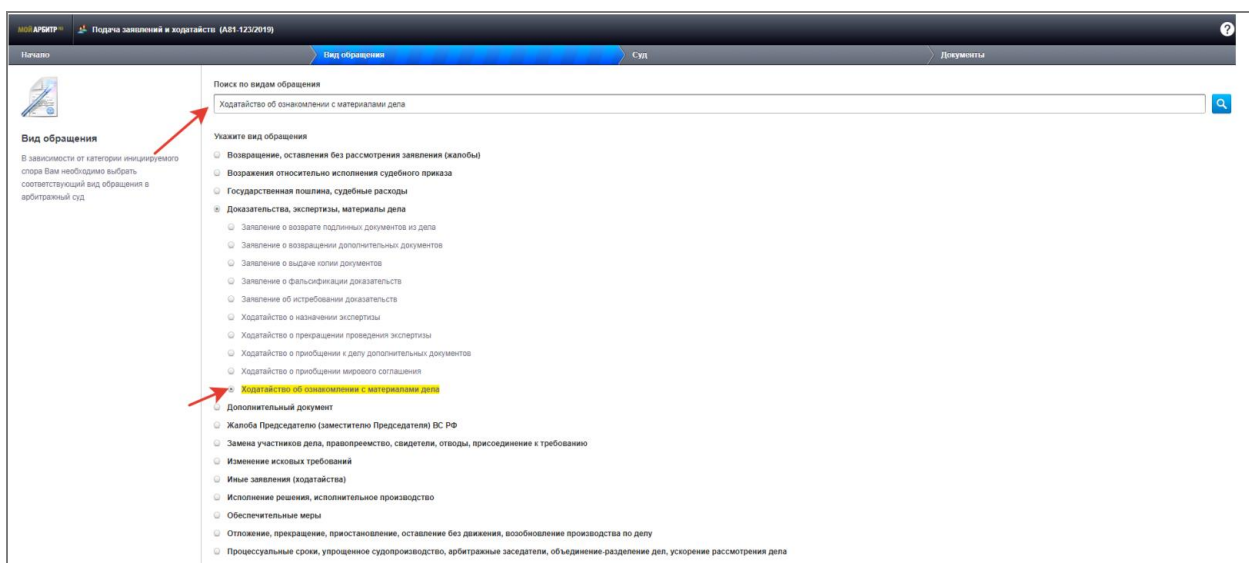 МОЙ АРБИТР RU Подача заявлений и ходатайств (А81-123/2019) ?
Начало Вид обращения Суд Документы
Вид обращения
В зависимости от категории инициируемого
спора Вам необходимо выбрать
соответствующий вид обращения в
арбитражный суд
Поиск по видам обращения
Ходатайство об ознакомлении с материалами дела
Укажите вид обращения
Возвращение, оставления без рассмотрения заявления (жалобы)
Возражения относительно исполнения судебного приказа
Государственная пошлина, судебные расходы
Доказательства, экспертизы, материалы дела
Заявление о возврате подлинных документов из дела
Заявление о возвращении дополнительных документов
Заявление о выдаче копии документов
Заявление о фальсификации доказательств
Заявление об истребовании доказательств
Ходатайство о назначении экспертизы
Ходатайство о прекращении проведения экспертизы
Ходатайство о приобщении к делу дополнительных документов
Ходатайство о приобщении мирового соглашения
Ходатайство об ознакомлении с материалами дела
Дополнительный документ
Жалоба Председателю (заместителю Председателя) ВС РФ
Замена участников дела, правопреемство, свидетели, отводы, присоединение к требованию
Изменение исковых требований
Иные заявления (ходатайства)
Исполнение решения, исполнительное производство
Обеспечительные меры
Отложение, прекращение, приостановление, оставление без движения, возобновление производства по делу
Процессуальные сроки, упрощенное судопроизводство, арбитражные заседатели, объединение-разделение дел, ускорение рассмотрения дела